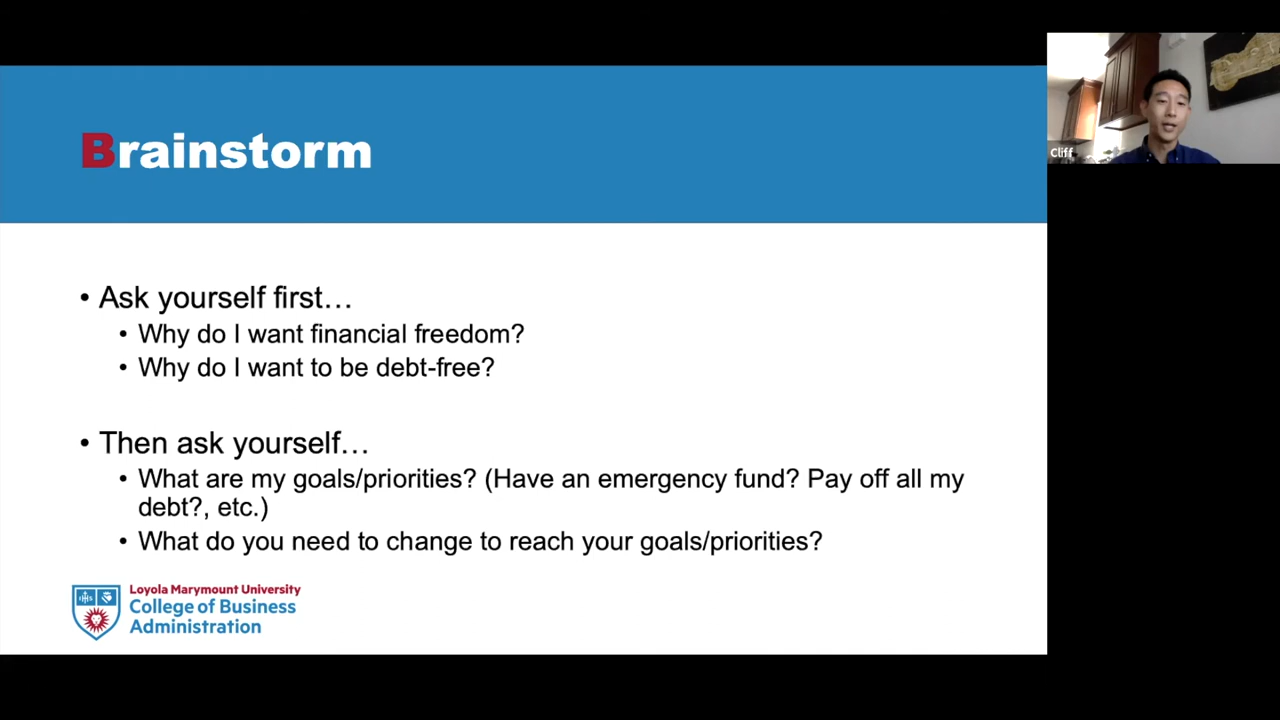 Brainstorm
• Ask yourself first…
• Why do I want financial freedom?
• Why do I want to be debt-free?
• Then ask yourself…
• What are my goals/priorities? (Have an emergency fund? Pay off all my
debt?, etc.)
• What do you need to change to reach your goals/priorities?
Loyola Marymount University
College of Business
Administration
Cliff